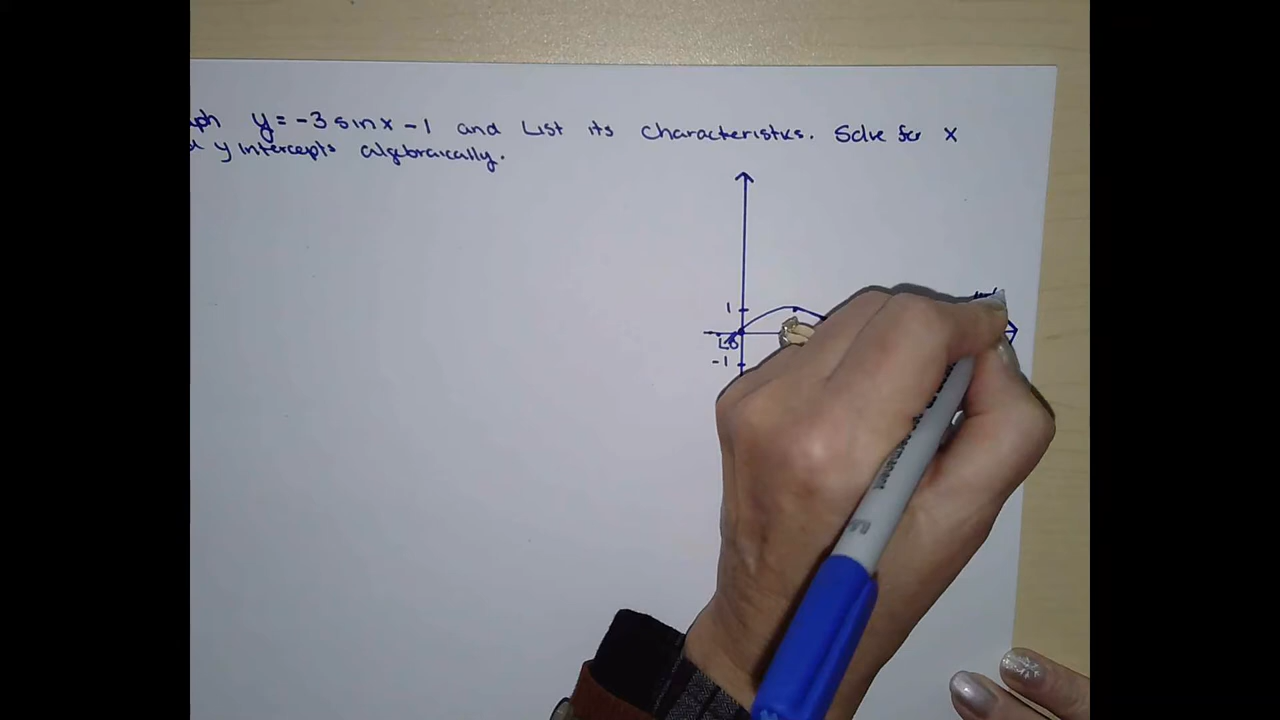 y = -3 sin x - 1 and List its characteristics. Solve for x
y intercepts algebraically.
1
-1